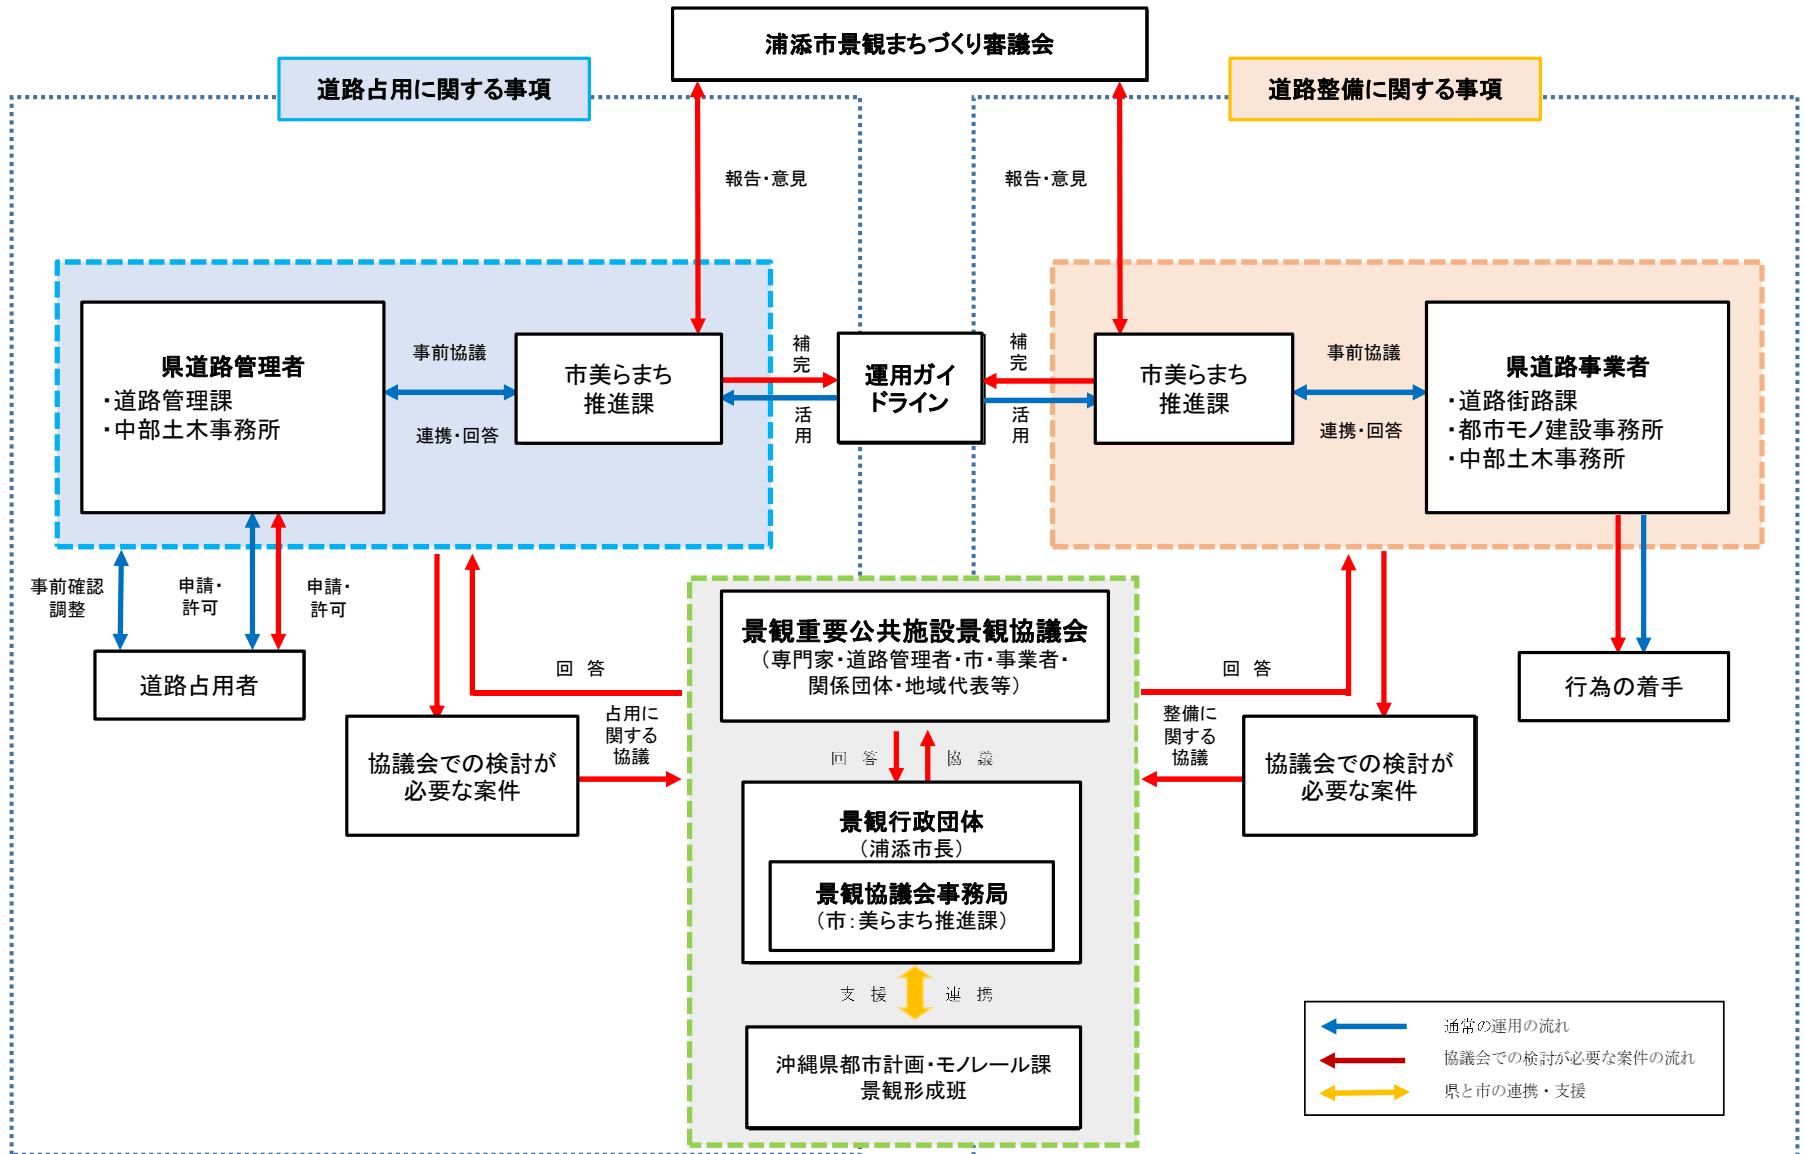 浦添市景観まちづくり審議会
道路占用に関する事項
道路整備に関する事項
報告・意見
報告・意見
県道路管理者
・道路管理課
・中部土木事務所
事前協議
連携・回答
市美らまち
推進課
補完
活用
運用ガイ
ドライン
補完
活用
市美らまち
推進課
事前協議
連携・回答
県道路事業者
・道路街路課
・都市モノ建設事務所
・中部土木事務所
事前確認
調整
申請・
許可
申請・
許可
道路占用者
回 答
占用に
関する
協議
協議会での検討が
必要な案件
景観重要公共施設景観協議会
（専門家・道路管理者・市・事業者・
関係団体・地域代表等）
回 答
協 議
景観行政団体
（浦添市長）
景観協議会事務局
（市：美らまち推進課）
支 援
連 携
沖縄県都市計画・モノレール課
景観形成班
回 答
整備に
関する
協議
協議会での検討が
必要な案件
行為の着手
通常の運用の流れ
協議会での検討が必要な案件の流れ
県と市の連携・支援